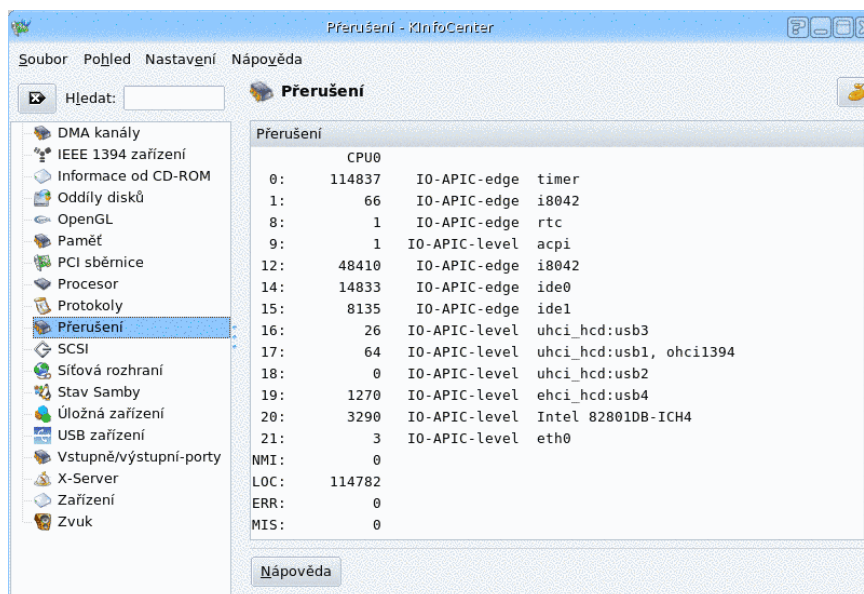 Přerušení - KInfoCenter
Soubor Pohled Nastavení Nápověda
Hledat:
Přerušení
DMA kanály
IEEE 1394 zařízení
Informace od CD-ROM
Oddíly disků
OpenGL
Paměť
PCI sběrnice
Procesor
Protokoly
Přerušení
SCSI
Síťová rozhraní
Stav Samby
Úložná zařízení
USB zařízení
Vstupně/výstupní-porty
X-Server
Zařízení
Zvuk
Přerušení
CPU0
0: 114837 IO-APIC-edge timer
1: 66 IO-APIC-edge i8042
8: 1 IO-APIC-edge rtc
9: 1 IO-APIC-level acpi
12: 48410 IO-APIC-edge i8042
14: 14833 IO-APIC-edge ide0
15: 8135 IO-APIC-edge ide1
16: 26 IO-APIC-level uhci_hcd:usb3
17: 64 IO-APIC-level uhci_hcd:usb1, ohci1394
18: 0 IO-APIC-level uhci_hcd:usb2
19: 1270 IO-APIC-level ehci_hcd:usb4
20: 3290 IO-APIC-level Intel 82801DB-ICH4
21: 3 IO-APIC-level eth0
NMI: 0
LOC: 114782
ERR: 0
MIS: 0
Nápověda